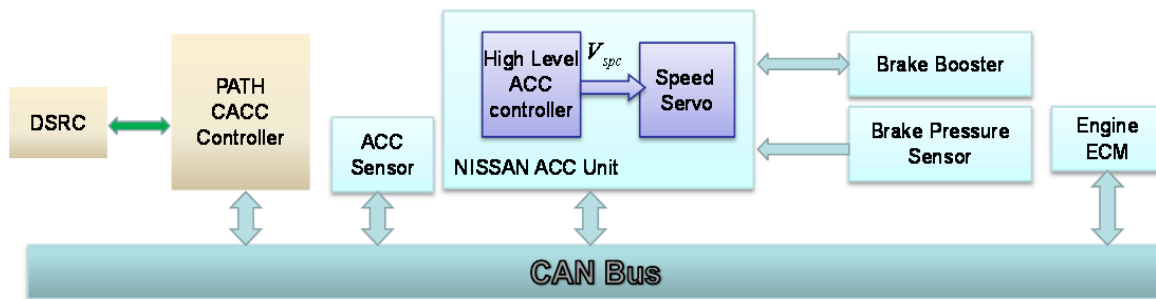 DSRC
PATH
CACC
Controller
ACC
Sensor
High Level
ACC
controller
V_spc
Speed
Servo
NISSAN ACC Unit
Brake Booster
Brake Pressure
Sensor
Engine
ECM
CAN Bus